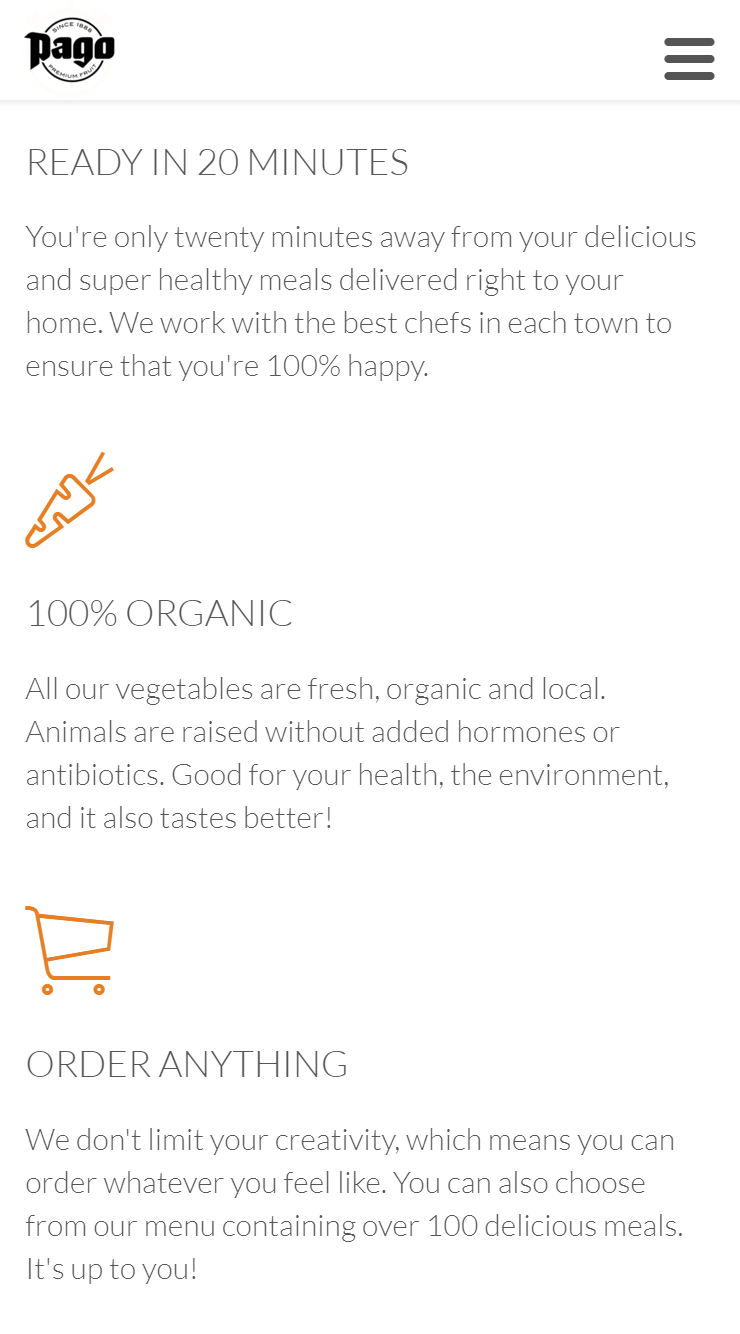 SINCE 1888
Pago
PREMIUM FRUIT
READY IN 20 MINUTES
You're only twenty minutes away from your delicious
and super healthy meals delivered right to your
home. We work with the best chefs in each town to
ensure that you're 100% happy.
100% ORGANIC
All our vegetables are fresh, organic and local.
Animals are raised without added hormones or
antibiotics. Good for your health, the environment,
and it also tastes better!
ORDER ANYTHING
We don't limit your creativity, which means you can
order whatever you feel like. You can also choose
from our menu containing over 100 delicious meals.
It's up to you!